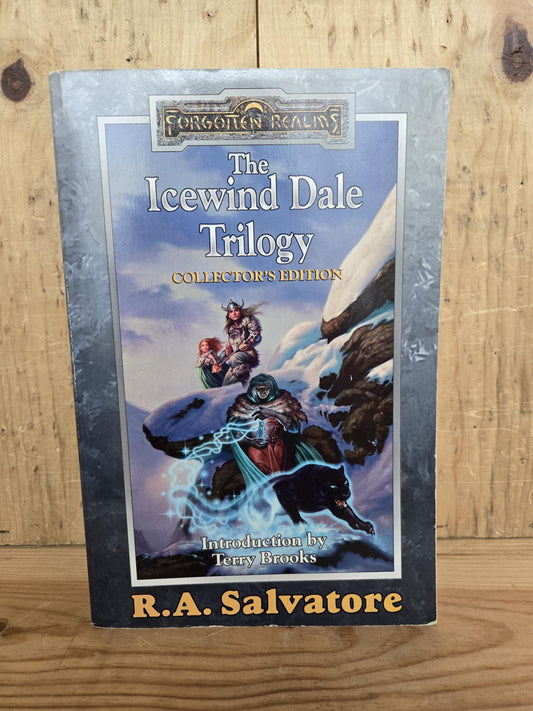 FORGOTTEN REALMS
The
Icewind Dale
Trilogy
COLLECTOR'S EDITION
Introduction by
Terry Brooks
R.A. Salvatore